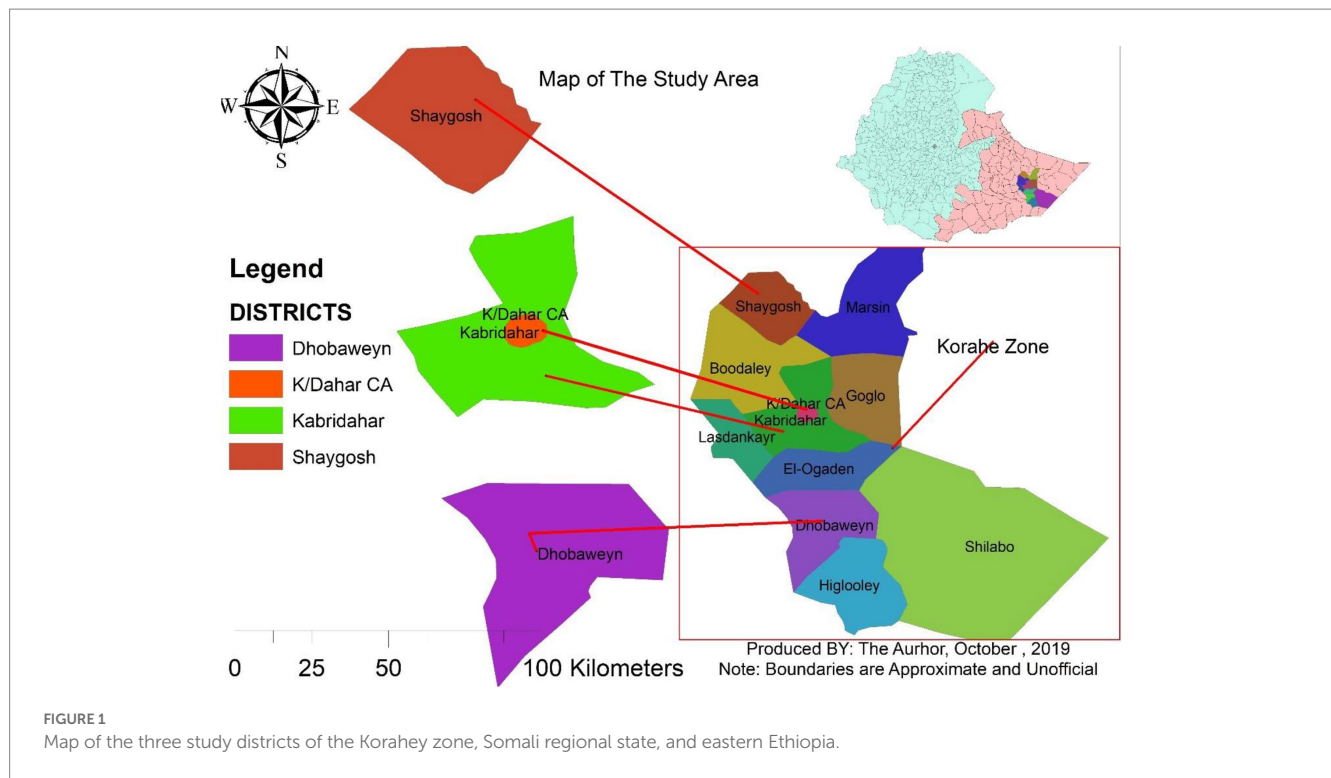 N
W
E
S
Map of The Study Area
Shaygosh
Legend
DISTRICTS
Dhobaweyn
K/Dahar CA
Kabridahar
Shaygosh
K/Dahar CA
Kabridahar
Dhobaweyn
Shaygosh
Marsin
Korahe Zone
Boodaley
Goglo
K/Dahar CA
Kabridahar
Lasdankayr
El-Ogaden
Dhobaweyn
Shilabo
Higlooley
0 25 50 100 Kilometers
Produced BY: The Aurhor, October , 2019
Note: Boundaries are Approximate and Unofficial
FIGURE 1
Map of the three study districts of the Korahey zone, Somali regional state, and eastern Ethiopia.